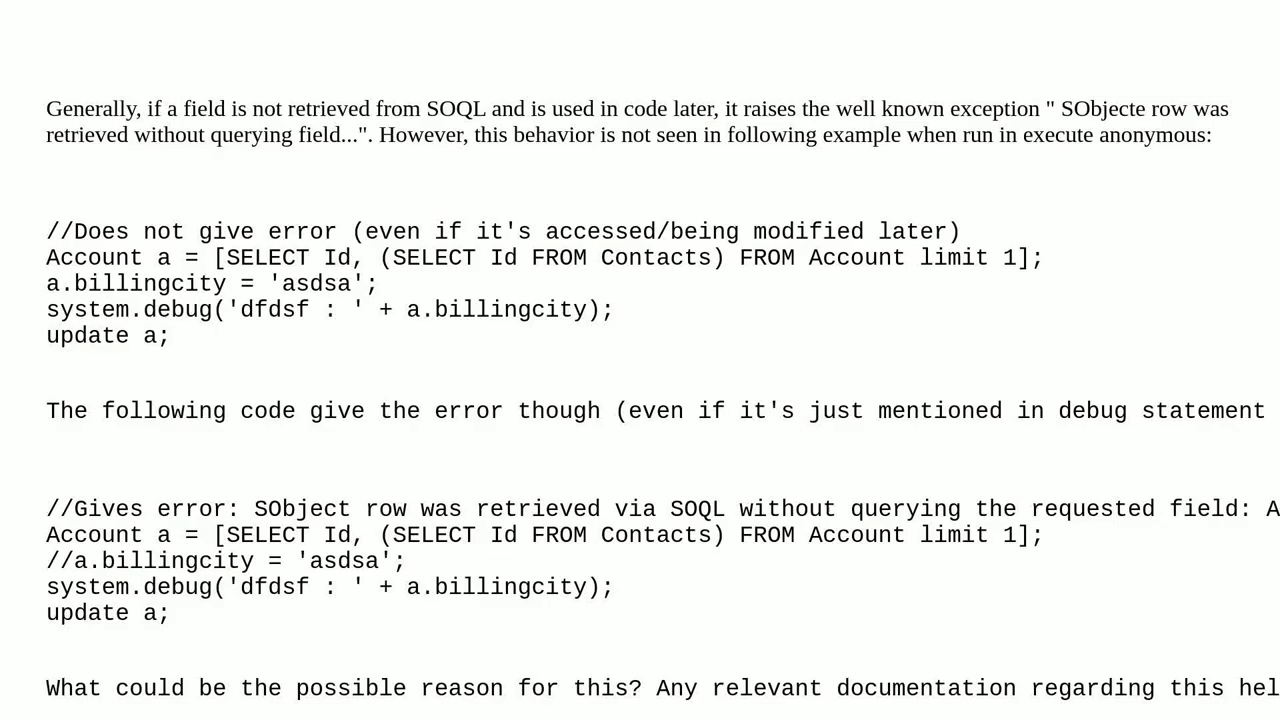 Generally, if a field is not retrieved from SOQL and is used in code later, it raises the well known exception " SObjecte row was
retrieved without querying field...". However, this behavior is not seen in following example when run in execute anonymous:
//Does not give error (even if it's accessed/being modified later)
Account a = [SELECT Id, (SELECT Id FROM Contacts) FROM Account limit 1];
a.billingcity = 'asdsa';
system.debug('dfdsf : ' + a.billingcity);
update a;
The following code give the error though (even if it's just mentioned in debug statement
//Gives error: SObject row was retrieved via SOQL without querying the requested field: A
Account a = [SELECT Id, (SELECT Id FROM Contacts) FROM Account limit 1];
//a.billingcity = 'asdsa';
system.debug('dfdsf : ' + a.billingcity);
update a;
What could be the possible reason for this? Any relevant documentation regarding this hel